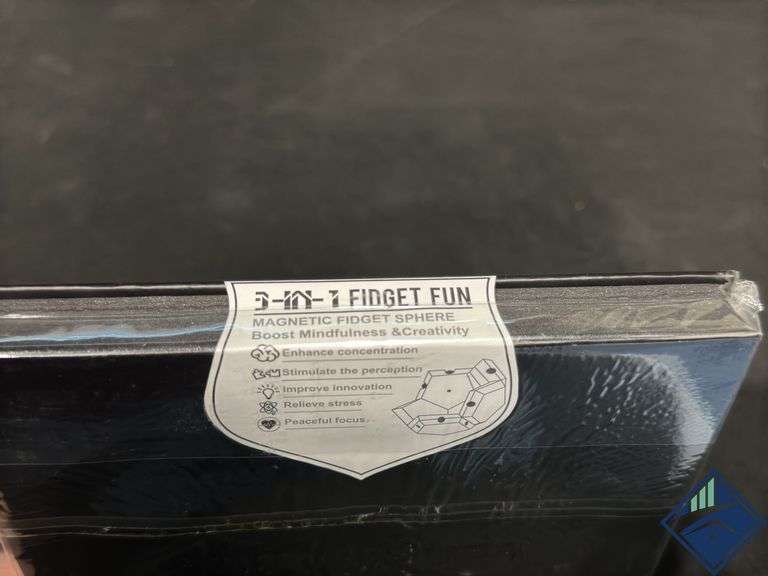 3-IN-1 FIDGET FUN
MAGNETIC FIDGET SPHERE
Boost Mindfulness &Creativity
Enhance concentration
Stimulate the perception
Improve innovation
Relieve stress
Peaceful focus.